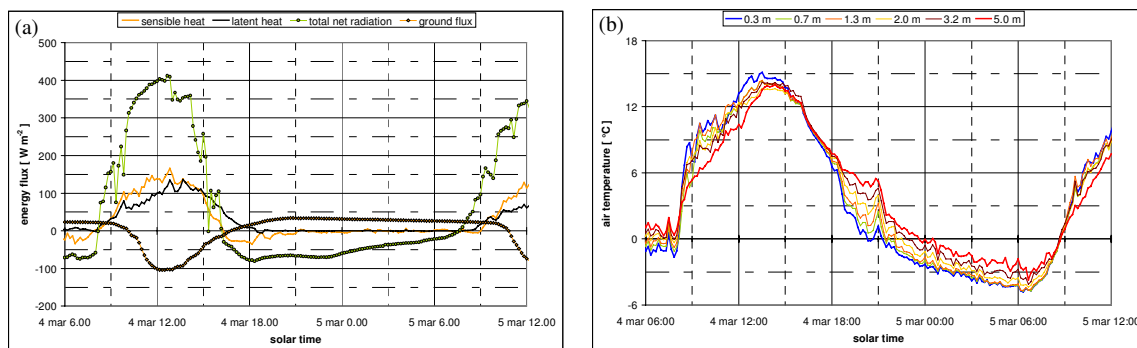 (a)
sensible heat latent heat total net radiation ground flux
500
400
300
200
100
0
-100
-200
energy flux [ W m-2 ]
4 mar 6.00 4 mar 12.00 4 mar 18.00 5 mar 0.00 5 mar 6.00 5 mar 12.00
solar time
(b)
0.3 m 0.7 m 1.3 m 2.0 m 3.2 m 5.0 m
18
12
6
0
-6
air temperature [ °C ]
4 mar 06:00 4 mar 12:00 4 mar 18:00 5 mar 00:00 5 mar 06:00 5 mar 12:00
solar time